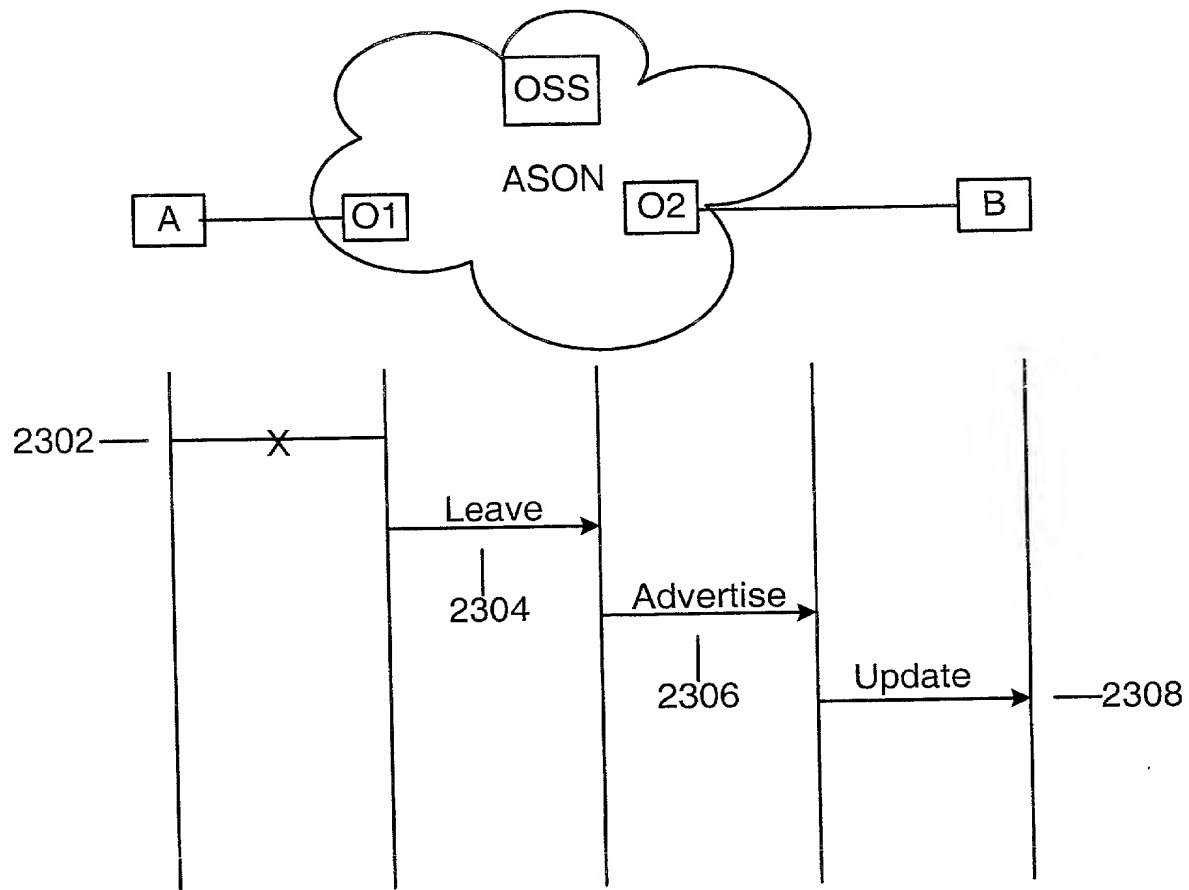 OSS
ASON
A
O1
O2
B
2302
X
Leave
2304
Advertise
2306
Update
2308